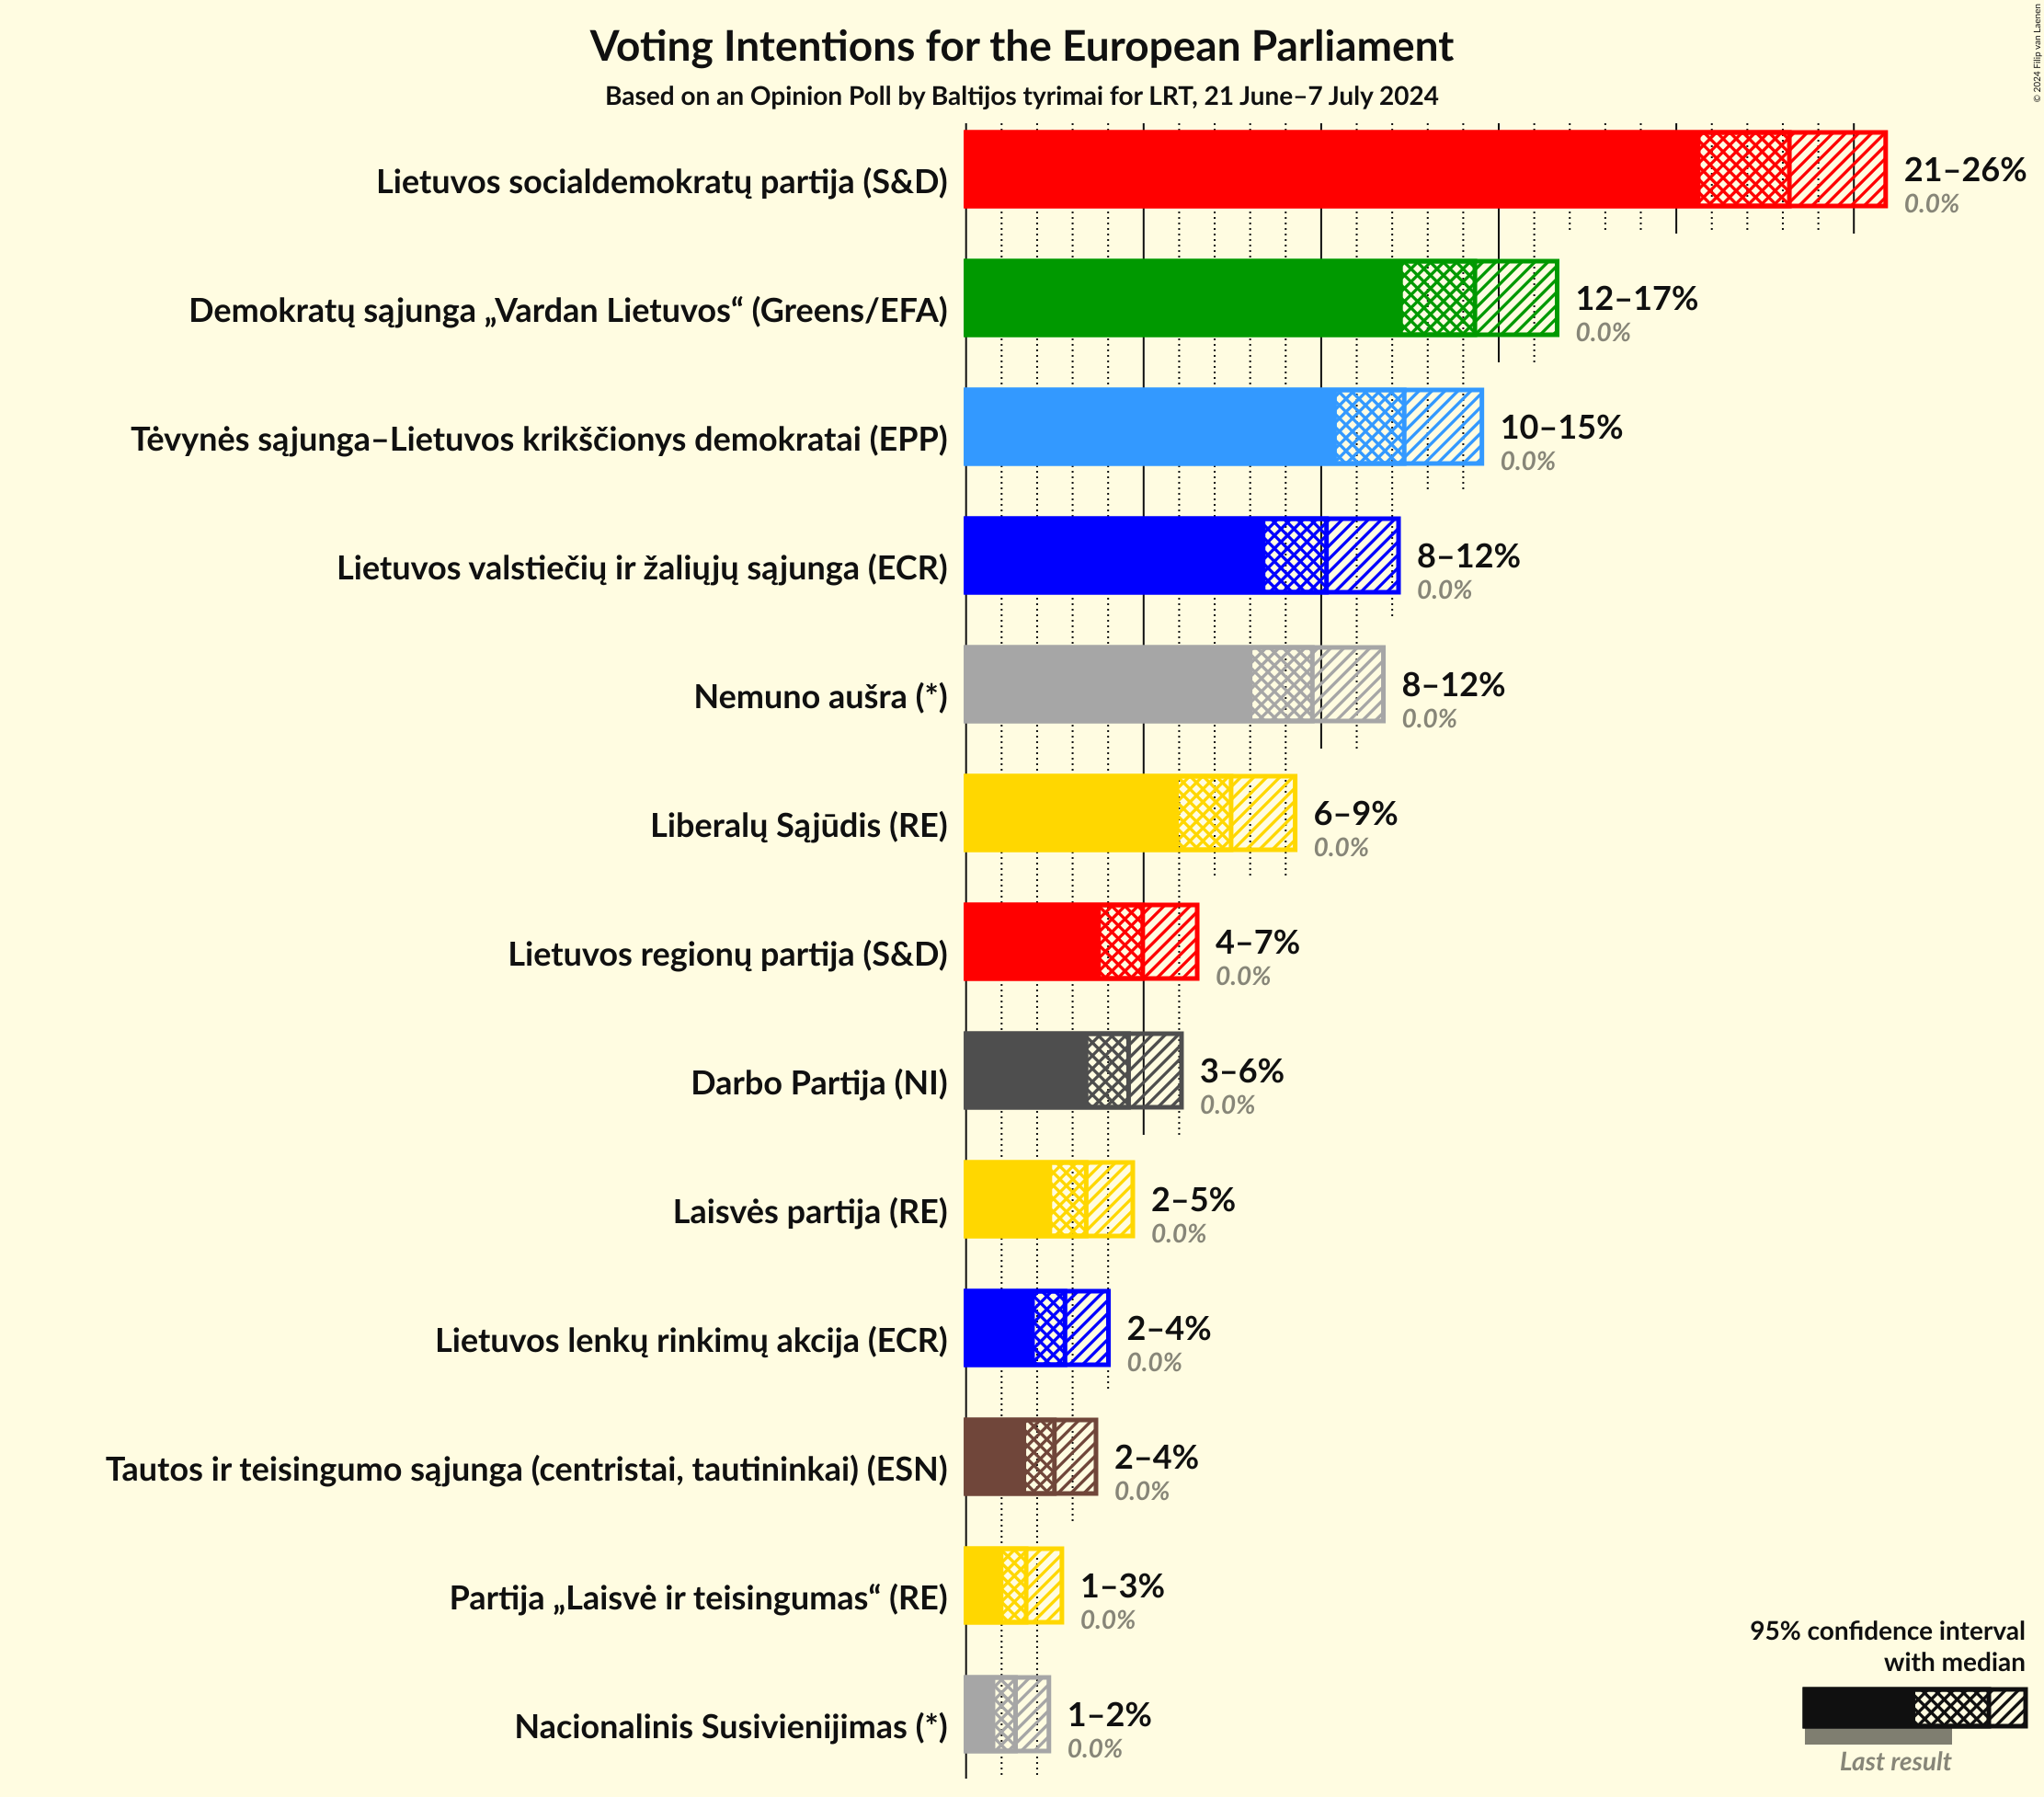 Voting Intentions for the European Parliament
Based on an Opinion Poll by Baltijos tyrimai for LRT, 21 June–7 July 2024
© 2024 Filip van Laenen
Lietuvos socialdemokratų partija (S&D)
21–26%
0.0%
Demokratų sąjunga „Vardan Lietuvos“ (Greens/EFA)
12–17%
0.0%
Tėvynės sąjunga–Lietuvos krikščionys demokratai (EPP)
10–15%
0.0%
Lietuvos valstiečių ir žaliųjų sąjunga (ECR)
8–12%
0.0%
Nemuno aušra (*)
8–12%
0.0%
Liberalų Sąjūdis (RE)
6–9%
0.0%
Lietuvos regionų partija (S&D)
4–7%
0.0%
Darbo Partija (NI)
3–6%
0.0%
Laisvės partija (RE)
2–5%
0.0%
Lietuvos lenkų rinkimų akcija (ECR)
2–4%
0.0%
Tautos ir teisingumo sąjunga (centristai, tautininkai) (ESN)
2–4%
0.0%
Partija „Laisvė ir teisingumas“ (RE)
1–3%
0.0%
Nacionalinis Susivienijimas (*)
1–2%
0.0%
95% confidence interval
with median
Last result